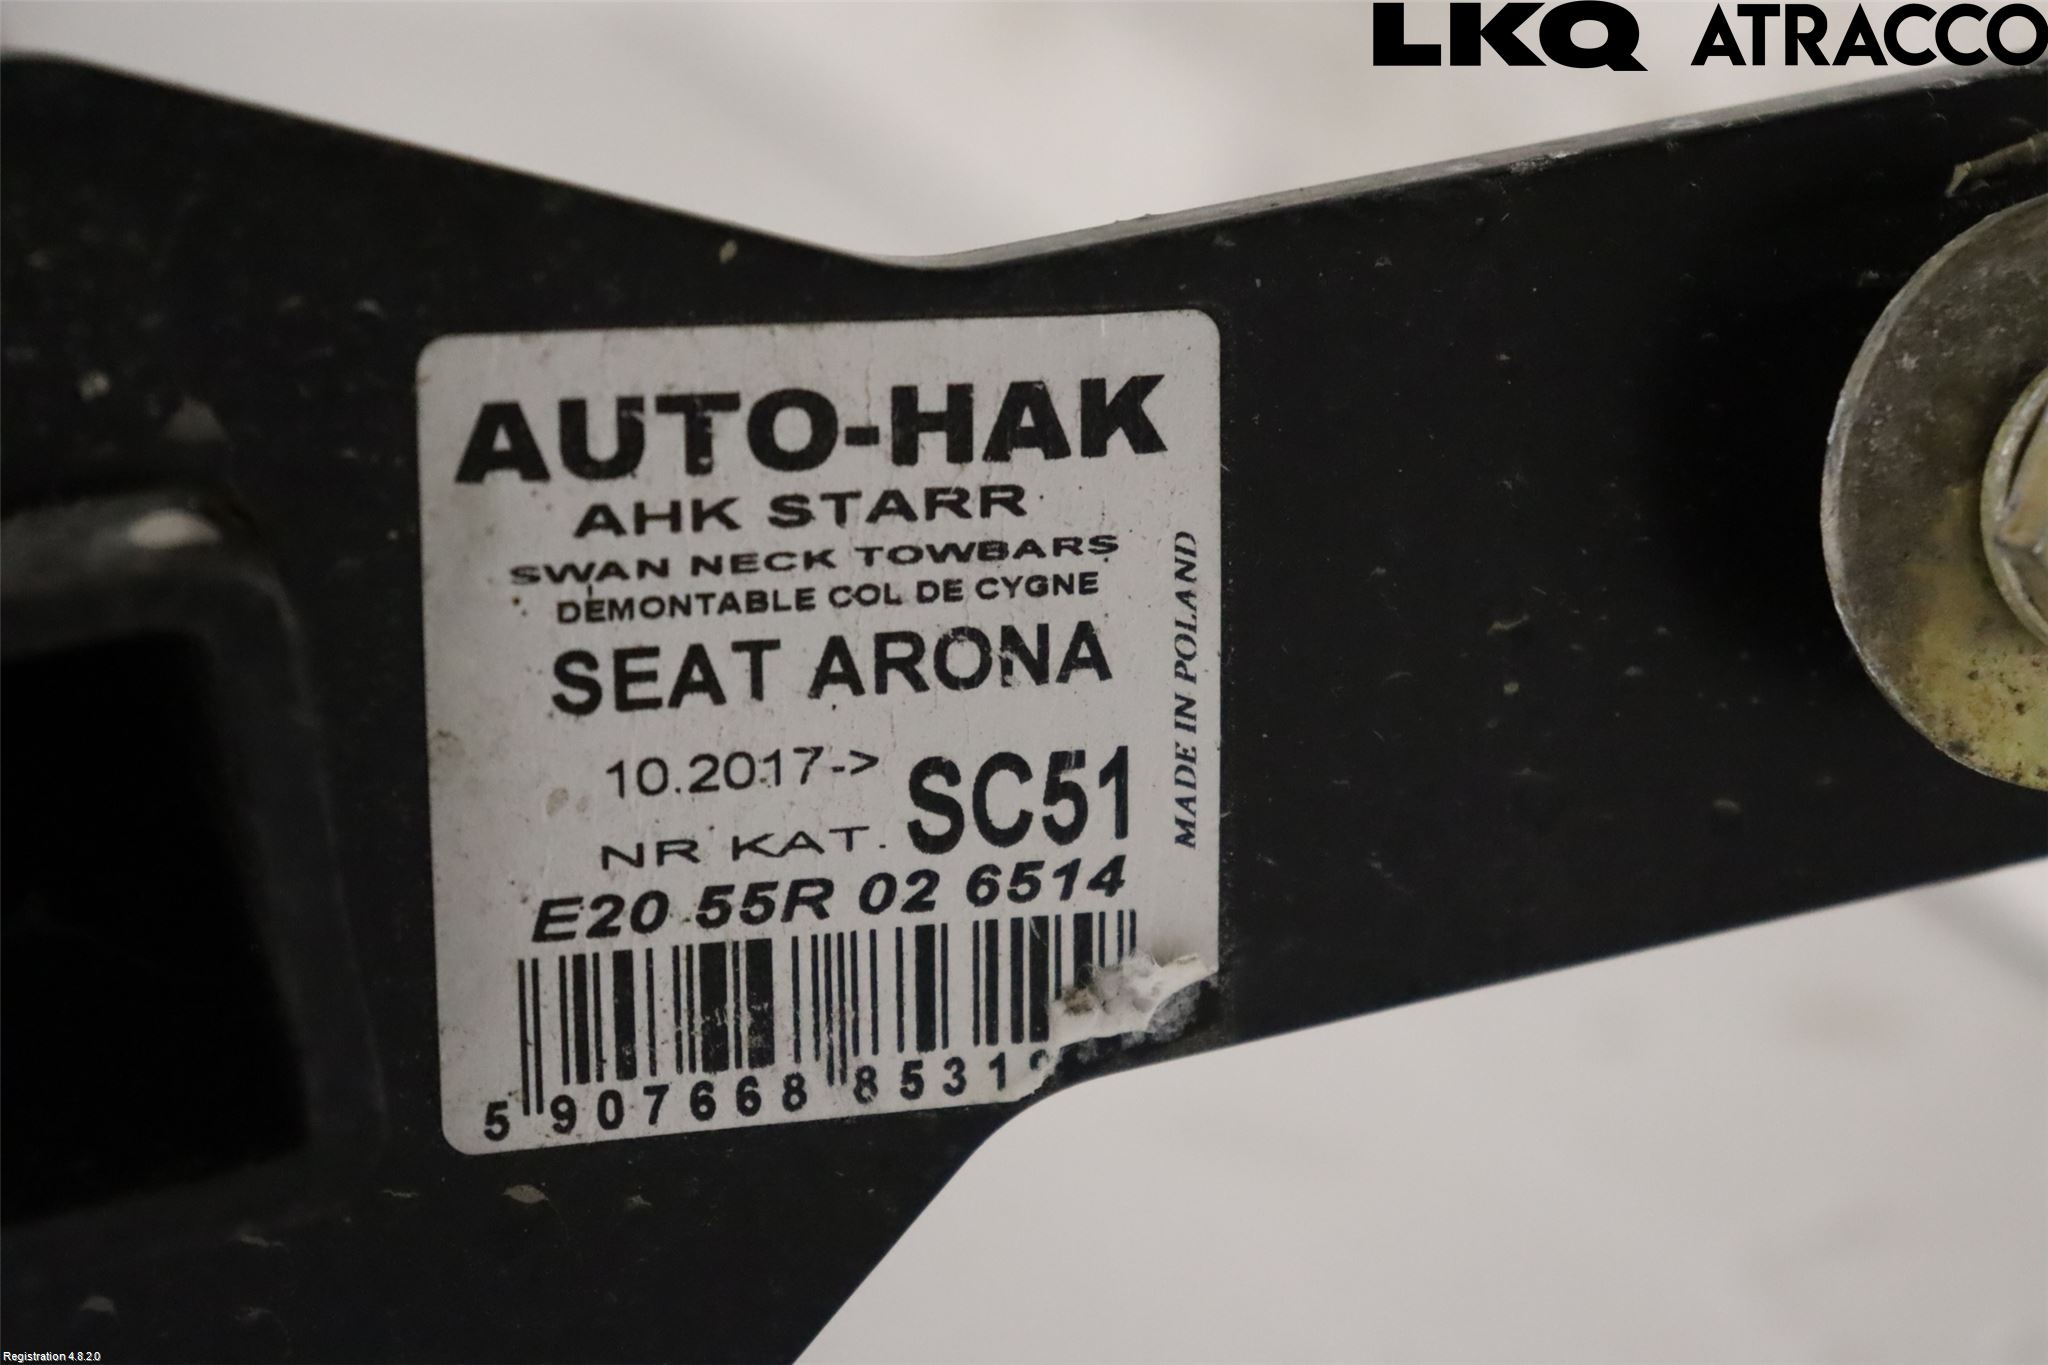 LKQ ATRACCO
AUTO-HAK
AHK STARR
SWAN NECK TOWBARS
DEMONTABLE COL DE CYGNE
SEAT ARONA
10.2017->
NR KAT. SC51
E20 55R 02 6514
5 907668 8531
MADE IN POLAND
Registration 4.8.2.0